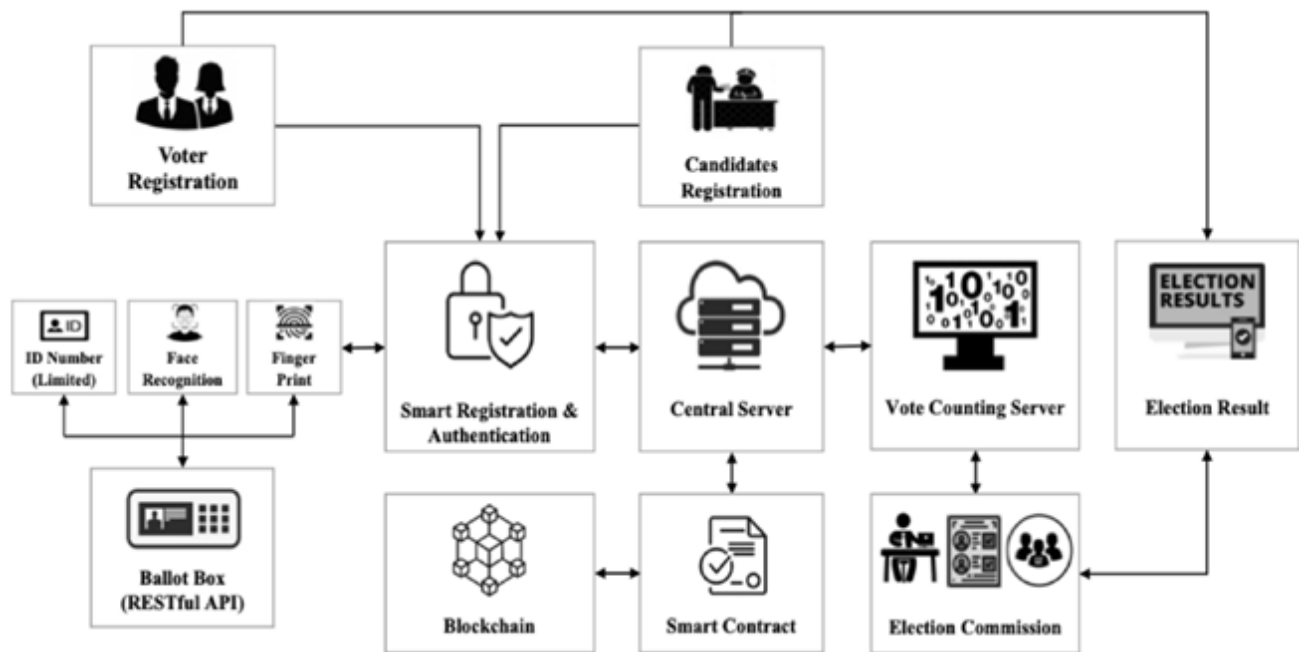 Voter
Registration
Candidates
Registration
ID
ID Number
(Limited)
Face
Recognition
Finger
Print
Smart Registration &
Authentication
Central Server
Vote Counting Server
ELECTION
RESULTS
Election Result
Ballot Box
(RESTful API)
Blockchain
Smart Contract
Election Commission